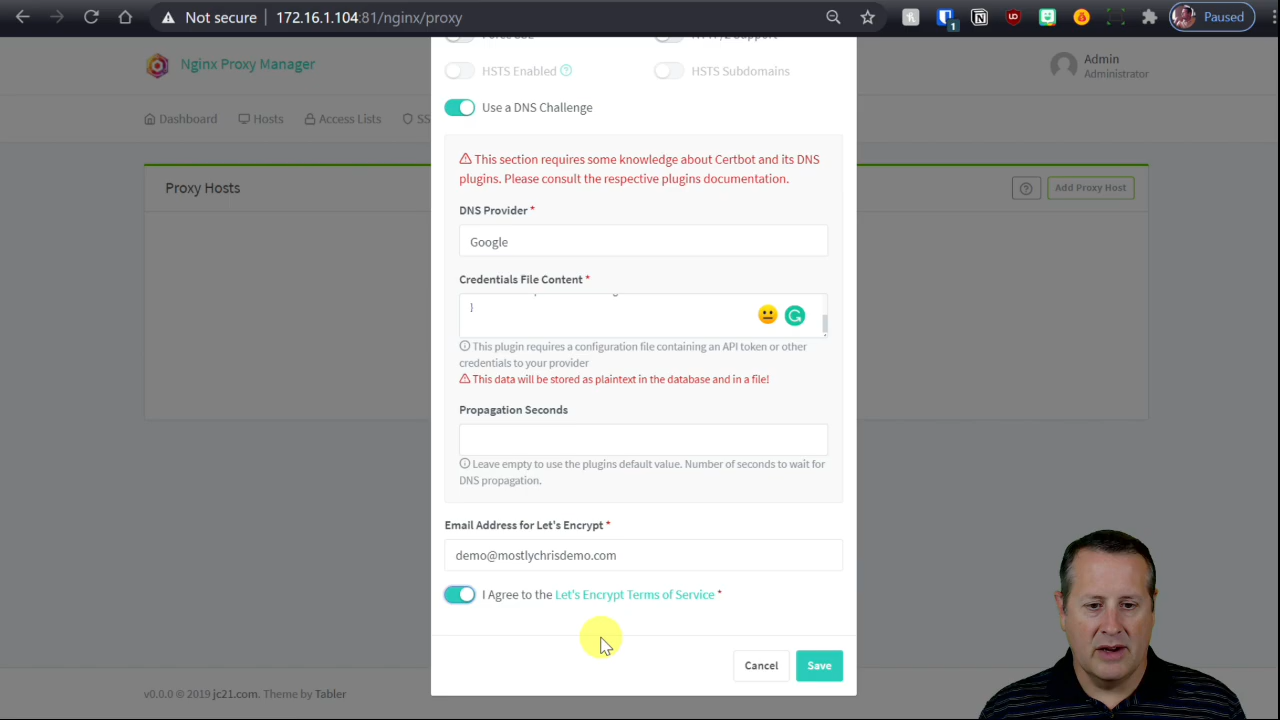 Not secure
172.16.1.104:81/nginx/proxy
1
Paused
Force SSL
HTTP/2 Support
Nginx Proxy Manager
HSTS Enabled
HSTS Subdomains
Admin
Administrator
Dashboard
Hosts
Access Lists
SS
Use a DNS Challenge
This section requires some knowledge about Certbot and its DNS
plugins. Please consult the respective plugins documentation.
Proxy Hosts
Add Proxy Host
DNS Provider *
Google
Credentials File Content *
}
This plugin requires a configuration file containing an API token or other
credentials to your provider
This data will be stored as plaintext in the database and in a file!
Propagation Seconds
Leave empty to use the plugins default value. Number of seconds to wait for
DNS propagation.
Email Address for Let's Encrypt *
demo@mostlychrisdemo.com
I Agree to the Let's Encrypt Terms of Service *
Cancel
Save
v0.0.0 © 2019 jc21.com. Theme by Tabler